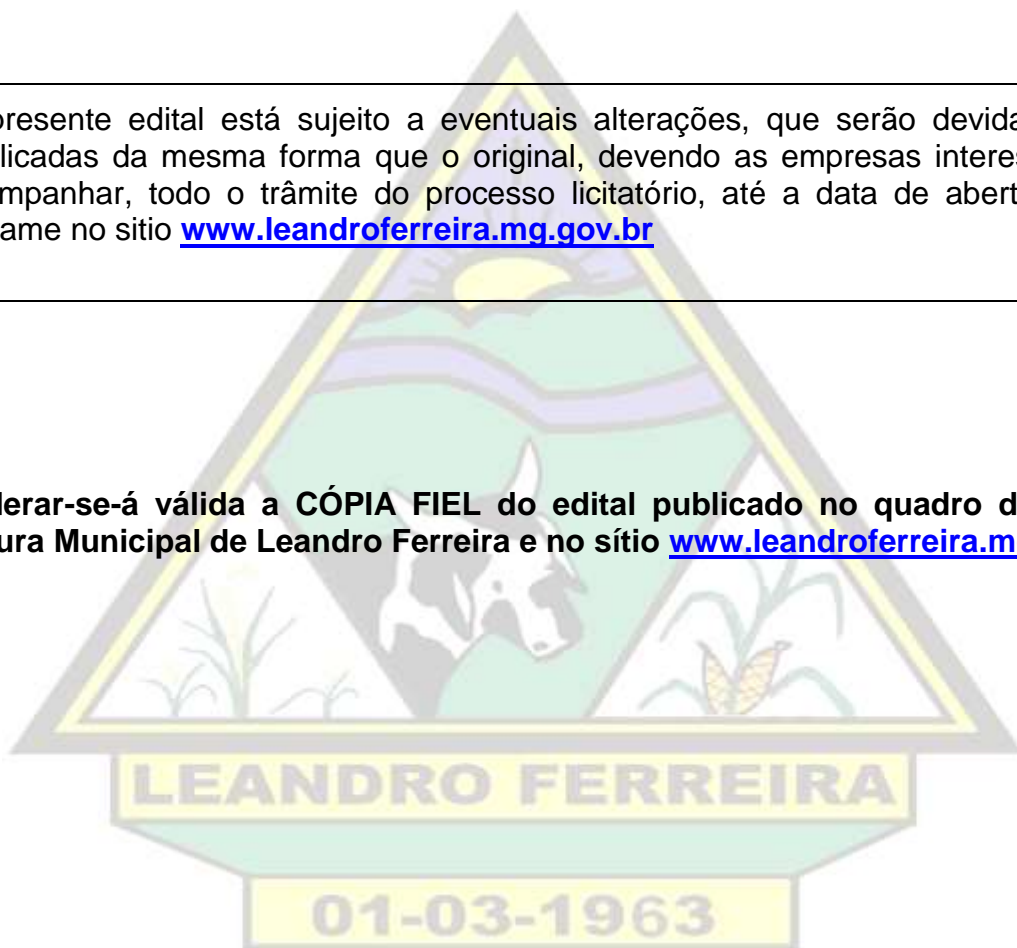 presente edital está sujeito a eventuais alterações, que serão devida
licadas da mesma forma que o original, devendo as empresas interes
mpanhar, todo o trâmite do processo licitatório, até a data de abert
ame no sitio www.leandroferreira.mg.gov.br
lerar-se-á válida a CÓPIA FIEL do edital publicado no quadro d
ura Municipal de Leandro Ferreira e no sítio www.leandroferreira.m
LEANDRO FERREIRA
01-03-1963